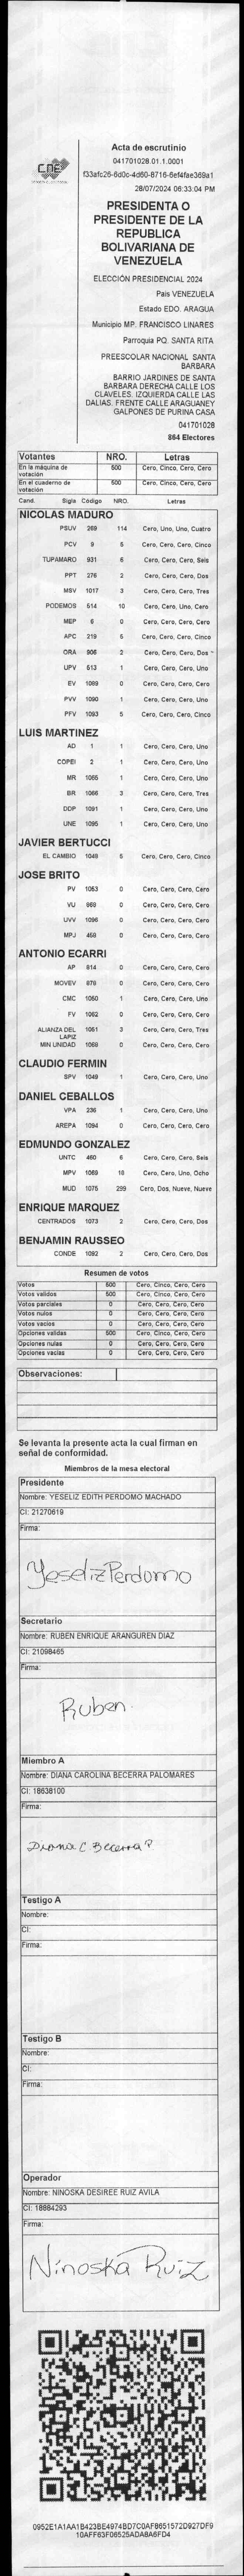 CNE
Acta de escrutinio
041701028.01.1.0001
f33afc26-6d0c-4d60-8716-6ef4fae369a1
28/07/2024 06:33:04 PM
PRESIDENTA O
PRESIDENTE DE LA
REPUBLICA
BOLIVARIANA DE
VENEZUELA
ELECCIÓN PRESIDENCIAL 2024
Pais VENEZUELA
Estado EDO. ARAGUA
Municipio MP. FRANCISCO LINARES
Parroquia PQ. SANTA RITA
PREESCOLAR NACIONAL SANTA
BARBARA
BARRIO JARDINES DE SANTA
BARBARA DERECHA CALLE LOS
CLAVELES. IZQUIERDA CALLE LAS
DALIAS. FRENTE CALLE ARAGUANEY
GALPONES DE PURINA CASA
041701028
864 Electores
Votantes NRO. Letras
En la máquina de votación 500 Cero, Cinco, Cero, Cero
En el cuaderno de votación 500 Cero, Cinco, Cero, Cero
Cand. Sigla Código NRO. Letras
NICOLAS MADURO
PSUV 269 114 Cero, Uno, Uno, Cuatro
PCV 9 5 Cero, Cero, Cero, Cinco
TUPAMARO 931 6 Cero, Cero, Cero, Seis
PPT 276 2 Cero, Cero, Cero, Dos
MSV 1017 3 Cero, Cero, Cero, Tres
PODEMOS 514 10 Cero, Cero, Uno, Cero
MEP 6 0 Cero, Cero, Cero, Cero
APC 219 5 Cero, Cero, Cero, Cinco
ORA 906 2 Cero, Cero, Cero, Dos
UPV 513 1 Cero, Cero, Cero, Uno
EV 1089 0 Cero, Cero, Cero, Cero
PVV 1090 1 Cero, Cero, Cero, Uno
PFV 1093 5 Cero, Cero, Cero, Cinco
LUIS MARTINEZ
AD 1 1 Cero, Cero, Cero, Uno
COPEI 2 1 Cero, Cero, Cero, Uno
MR 1065 1 Cero, Cero, Cero, Uno
BR 1066 3 Cero, Cero, Cero, Tres
DDP 1091 1 Cero, Cero, Cero, Uno
UNE 1095 1 Cero, Cero, Cero, Uno
JAVIER BERTUCCI
EL CAMBIO 1048 5 Cero, Cero, Cero, Cinco
JOSE BRITO
PV 1053 0 Cero, Cero, Cero, Cero
VU 989 0 Cero, Cero, Cero, Cero
UVV 1096 0 Cero, Cero, Cero, Cero
MPJ 458 0 Cero, Cero, Cero, Cero
ANTONIO ECARRI
AP 814 0 Cero, Cero, Cero, Cero
MOVEV 879 0 Cero, Cero, Cero, Cero
CMC 1050 1 Cero, Cero, Cero, Uno
FV 1062 0 Cero, Cero, Cero, Cero
ALIANZA DEL LAPIZ 1051 3 Cero, Cero, Cero, Tres
MIN UNIDAD 1068 0 Cero, Cero, Cero, Cero
CLAUDIO FERMIN
SPV 1049 1 Cero, Cero, Cero, Uno
DANIEL CEBALLOS
VPA 236 1 Cero, Cero, Cero, Uno
AREPA 1094 0 Cero, Cero, Cero, Cero
EDMUNDO GONZALEZ
UNTC 460 6 Cero, Cero, Cero, Seis
MPV 1069 18 Cero, Cero, Uno, Ocho
MUD 1075 299 Cero, Dos, Nueve, Nueve
ENRIQUE MARQUEZ
CENTRADOS 1073 2 Cero, Cero, Cero, Dos
BENJAMIN RAUSSEO
CONDE 1092 2 Cero, Cero, Cero, Dos
Resumen de votos
Votos 500 Cero, Cinco, Cero, Cero
Votos validos 500 Cero, Cinco, Cero, Cero
Votos parciales 0 Cero, Cero, Cero, Cero
Votos nulos 0 Cero, Cero, Cero, Cero
Votos vacios 0 Cero, Cero, Cero, Cero
Opciones validas 500 Cero, Cinco, Cero, Cero
Opciones nulas 0 Cero, Cero, Cero, Cero
Opciones vacias 0 Cero, Cero, Cero, Cero
Observaciones:
Se levanta la presente acta la cual firman en
señal de conformidad.
Miembros de la mesa electoral
Presidente
Nombre: YESELIZ EDITH PERDOMO MACHADO
CI: 21270619
Firma:
Yeseliz Perdomo
Secretario
Nombre: RUBEN ENRIQUE ARANGUREN DIAZ
CI: 21098465
Firma:
Ruben.
Miembro A
Nombre: DIANA CAROLINA BECERRA PALOMARES
CI: 18638100
Firma:
Diana C Becerra P
Testigo A
Nombre:
CI:
Firma:
Testigo B
Nombre:
CI:
Firma:
Operador
Nombre: NINOSKA DESIREE RUIZ AVILA
CI: 18884293
Firma:
Ninoska Ruiz
0952E1A1AA1B423BE4974BD7C0AF8651572D927DF9
10AFF63F06525ADA8A6FD4